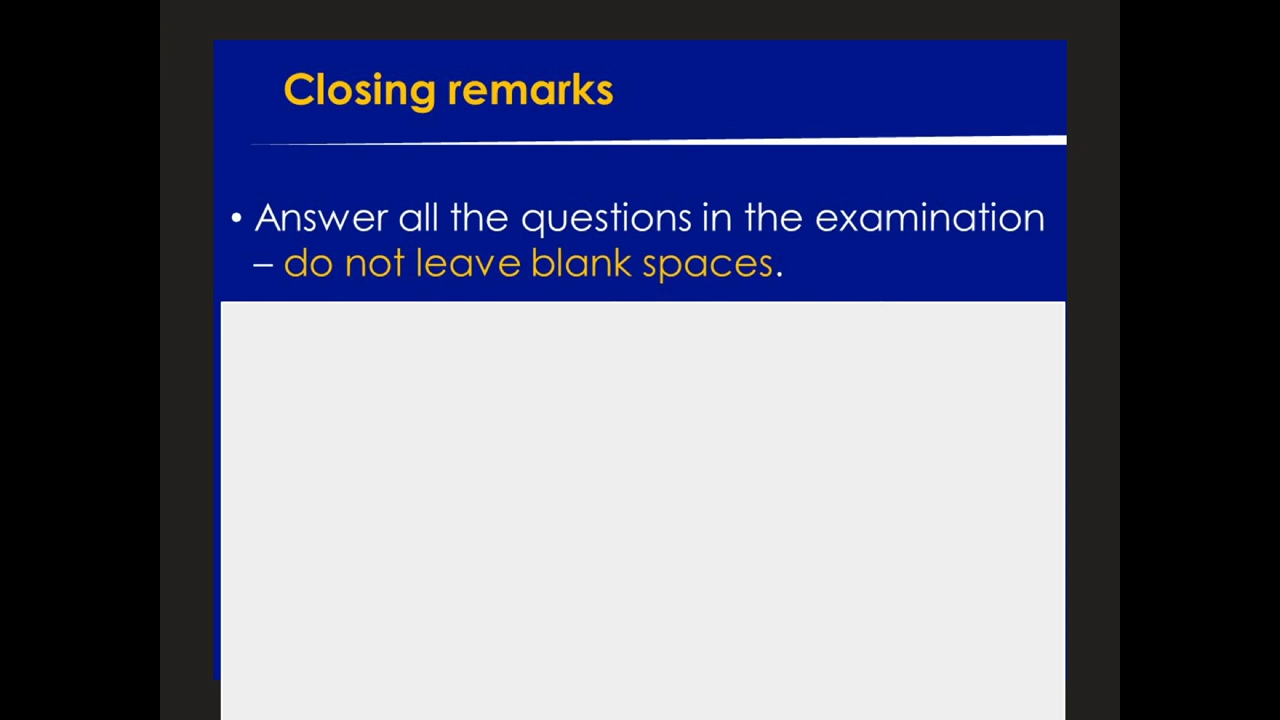 Closing remarks
• Answer all the questions in the examination
– do not leave blank spaces.